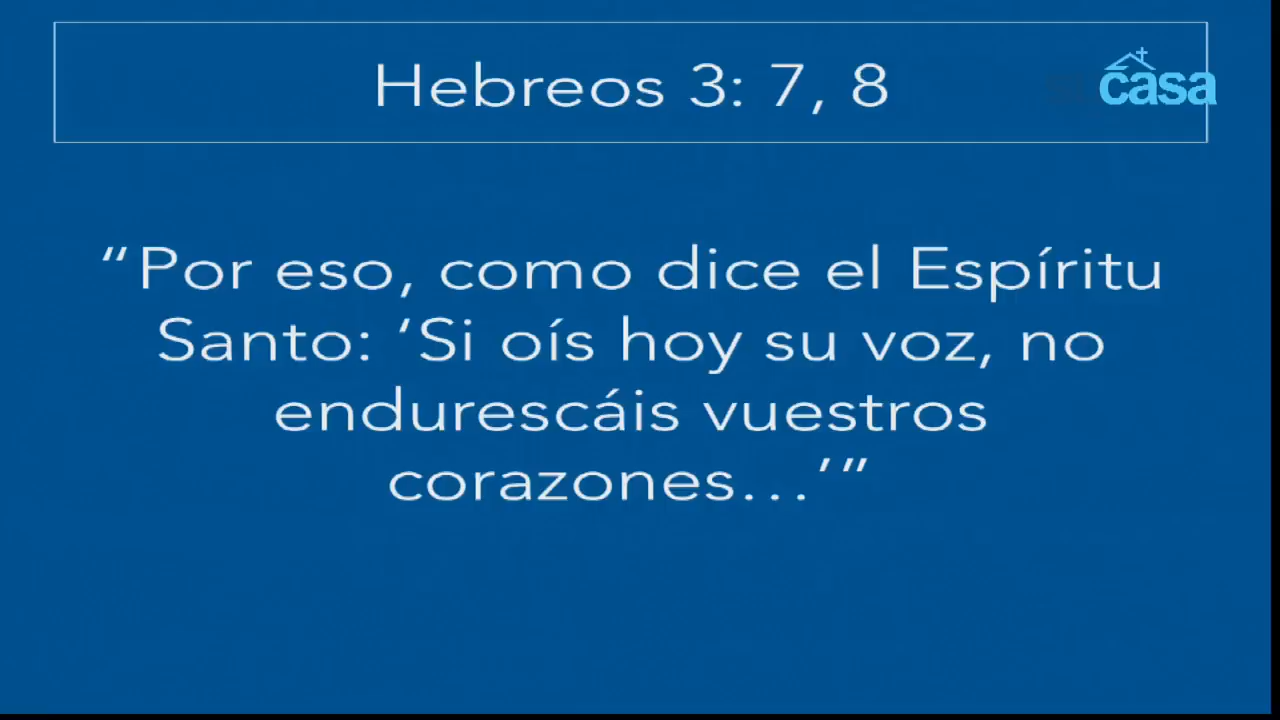 Hebreos 3: 7, 8
casa
“Por eso, como dice el Espíritu
Santo: ‘Si oís hoy su voz, no
endurescáis vuestros
corazones…’”